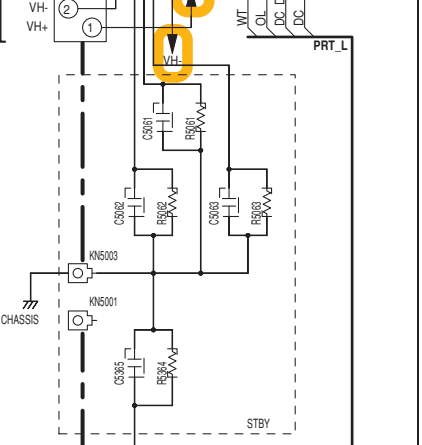 VH-
2
VH+
1
VH-
WT
OL
DC
DC
PRT_L
C5061
R5061
C5062
R5062
C5063
R5063
KN5003
KN5001
CHASSIS
C5365
R5364
STBY